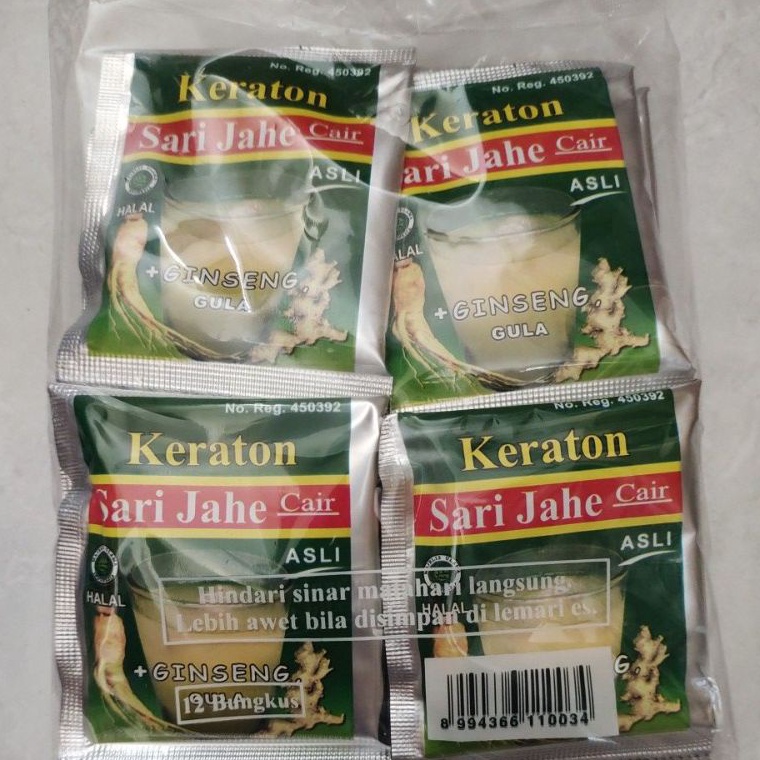 No. Reg. 450392
Keraton
Sari Jahe Cair
ASLI
HALAL
+GINSENG
GULA
No. Reg. 450392
Keraton
Sari Jahe Cair
ASLI
HALAL
+GINSENG
GULA
No. Reg. 450392
Keraton
Sari Jahe Cair
ASLI
HALAL
+GINSENG
GULA
No. Reg. 450392
Keraton
Sari Jahe Cair
ASLI
HALAL
Hindari sinar matahari langsung.
Lebih awet bila disimpan di lemari es.
12 Bungkus
8 994366 110034